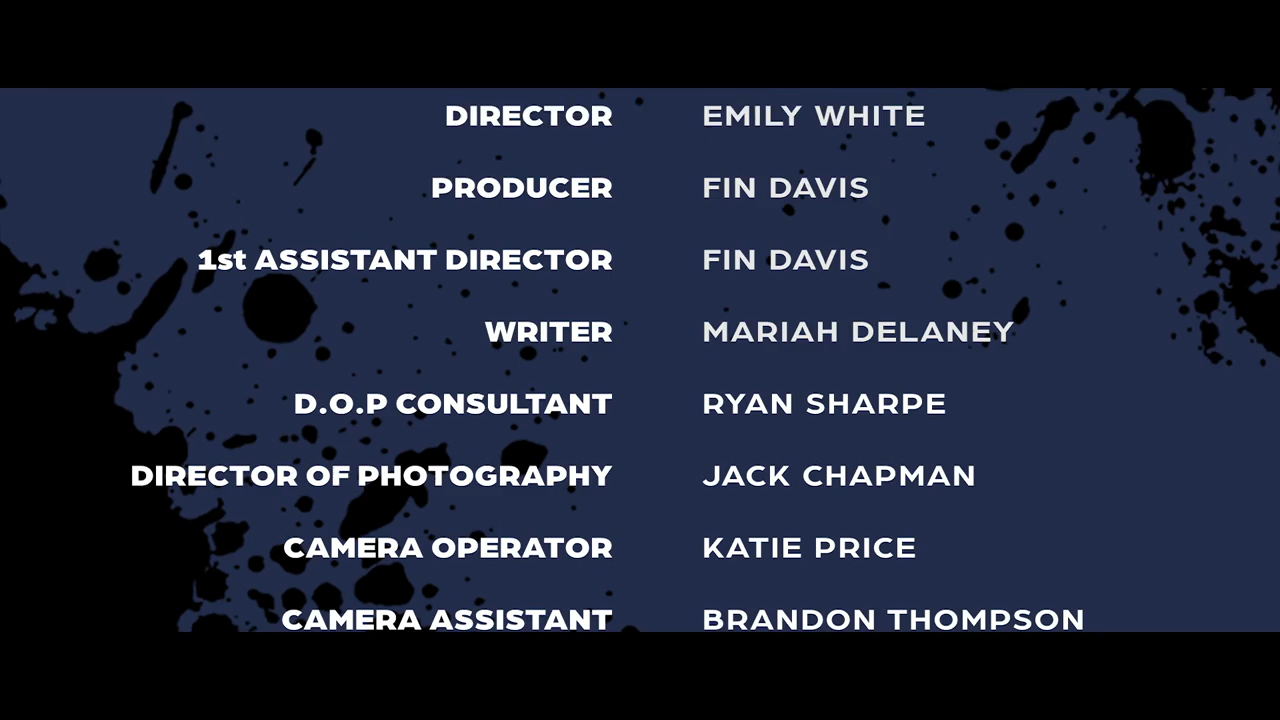 DIRECTOR EMILY WHITE
PRODUCER FIN DAVIS
1st ASSISTANT DIRECTOR FIN DAVIS
WRITER MARIAH DELANEY
D.O.P CONSULTANT RYAN SHARPE
DIRECTOR OF PHOTOGRAPHY JACK CHAPMAN
CAMERA OPERATOR KATIE PRICE
CAMERA ASSISTANT BRANDON THOMPSON